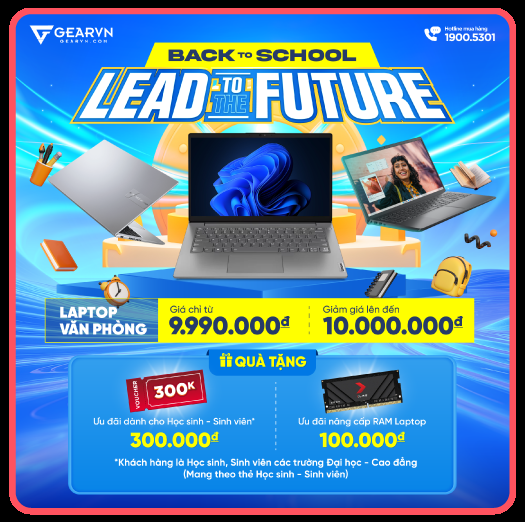 GEARVN
GEARVN.COM
Hotline mua hàng
1900.5301
BACK TO SCHOOL
LEAD TO THE FUTURE
LAPTOP
VĂN PHÒNG
Giá chỉ từ
9.990.000đ
Giảm giá lên đến
10.000.000đ
QUÀ TẶNG
VOUCHER
300K
Ưu đãi dành cho Học sinh - Sinh viên*
300.000đ
Ưu đãi nâng cấp RAM Laptop
100.000đ
*Khách hàng là Học sinh, Sinh viên các trường Đại học - Cao đẳng
(Mang theo thẻ Học sinh - Sinh viên)